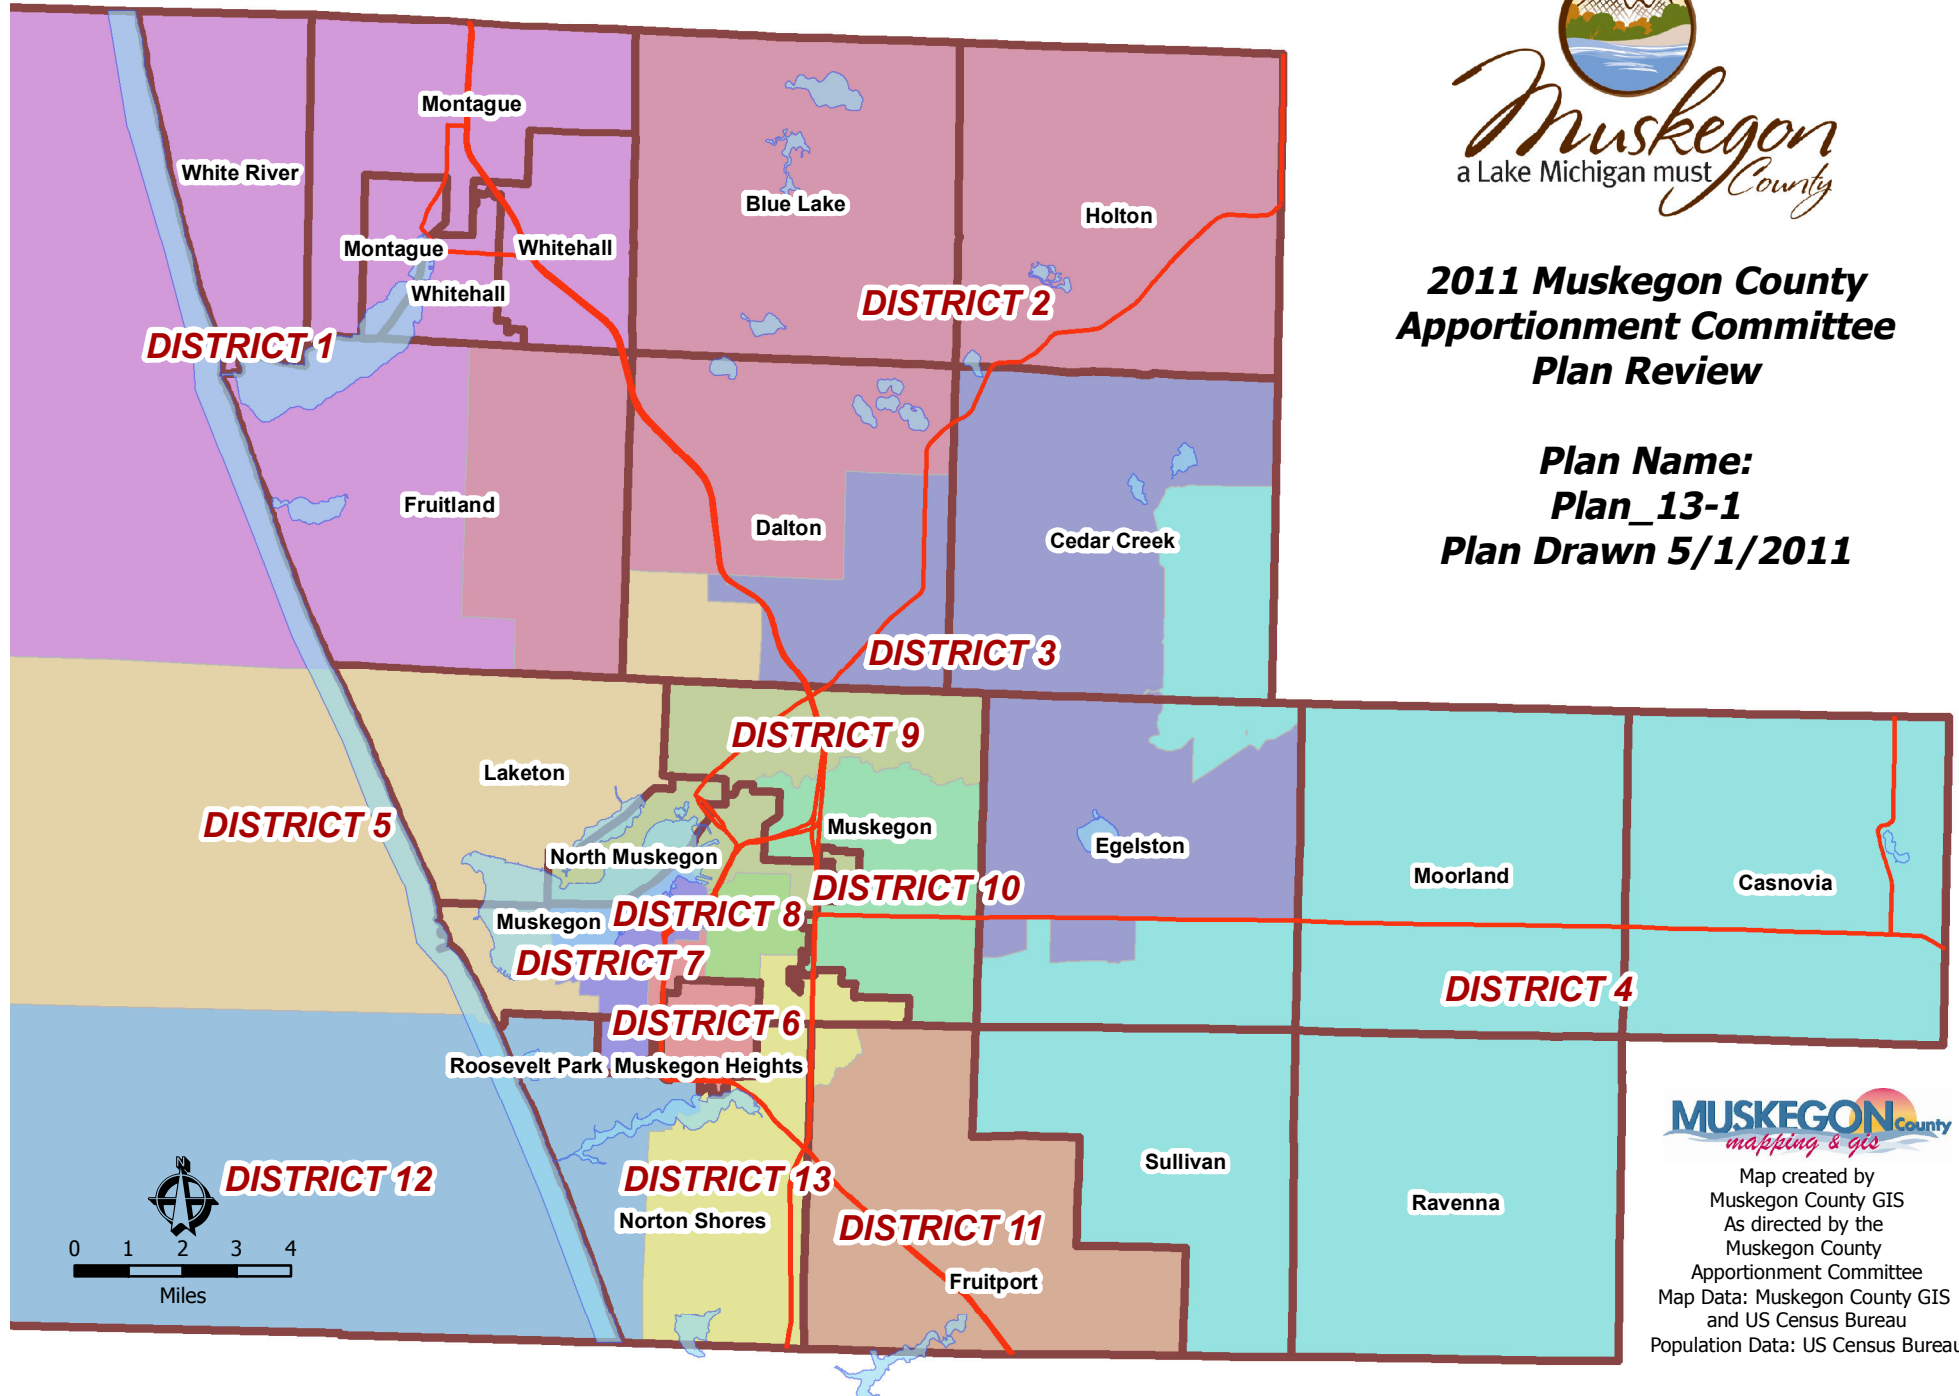 Muskegon
a Lake Michigan must
County
2011 Muskegon County
Apportionment Committee
Plan Review
Plan Name:
Plan_13-1
Plan Drawn 5/1/2011
Montague
White River
Blue Lake
Holton
Montague
Whitehall
Whitehall
DISTRICT 2
DISTRICT 1
Fruitland
Dalton
Cedar Creek
DISTRICT 3
DISTRICT 9
Laketon
DISTRICT 5
Muskegon
North Muskegon
Egelston
Moorland
Casnovia
DISTRICT 10
DISTRICT 8
Muskegon
DISTRICT 7
DISTRICT 4
DISTRICT 6
Roosevelt Park
Muskegon Heights
Sullivan
Ravenna
DISTRICT 12
DISTRICT 13
Norton Shores
DISTRICT 11
Fruitport
N
0 1 2 3 4
Miles
MUSKEGON County
mapping & gis
Map created by
Muskegon County GIS
As directed by the
Muskegon County
Apportionment Committee
Map Data: Muskegon County GIS
and US Census Bureau
Population Data: US Census Bureau